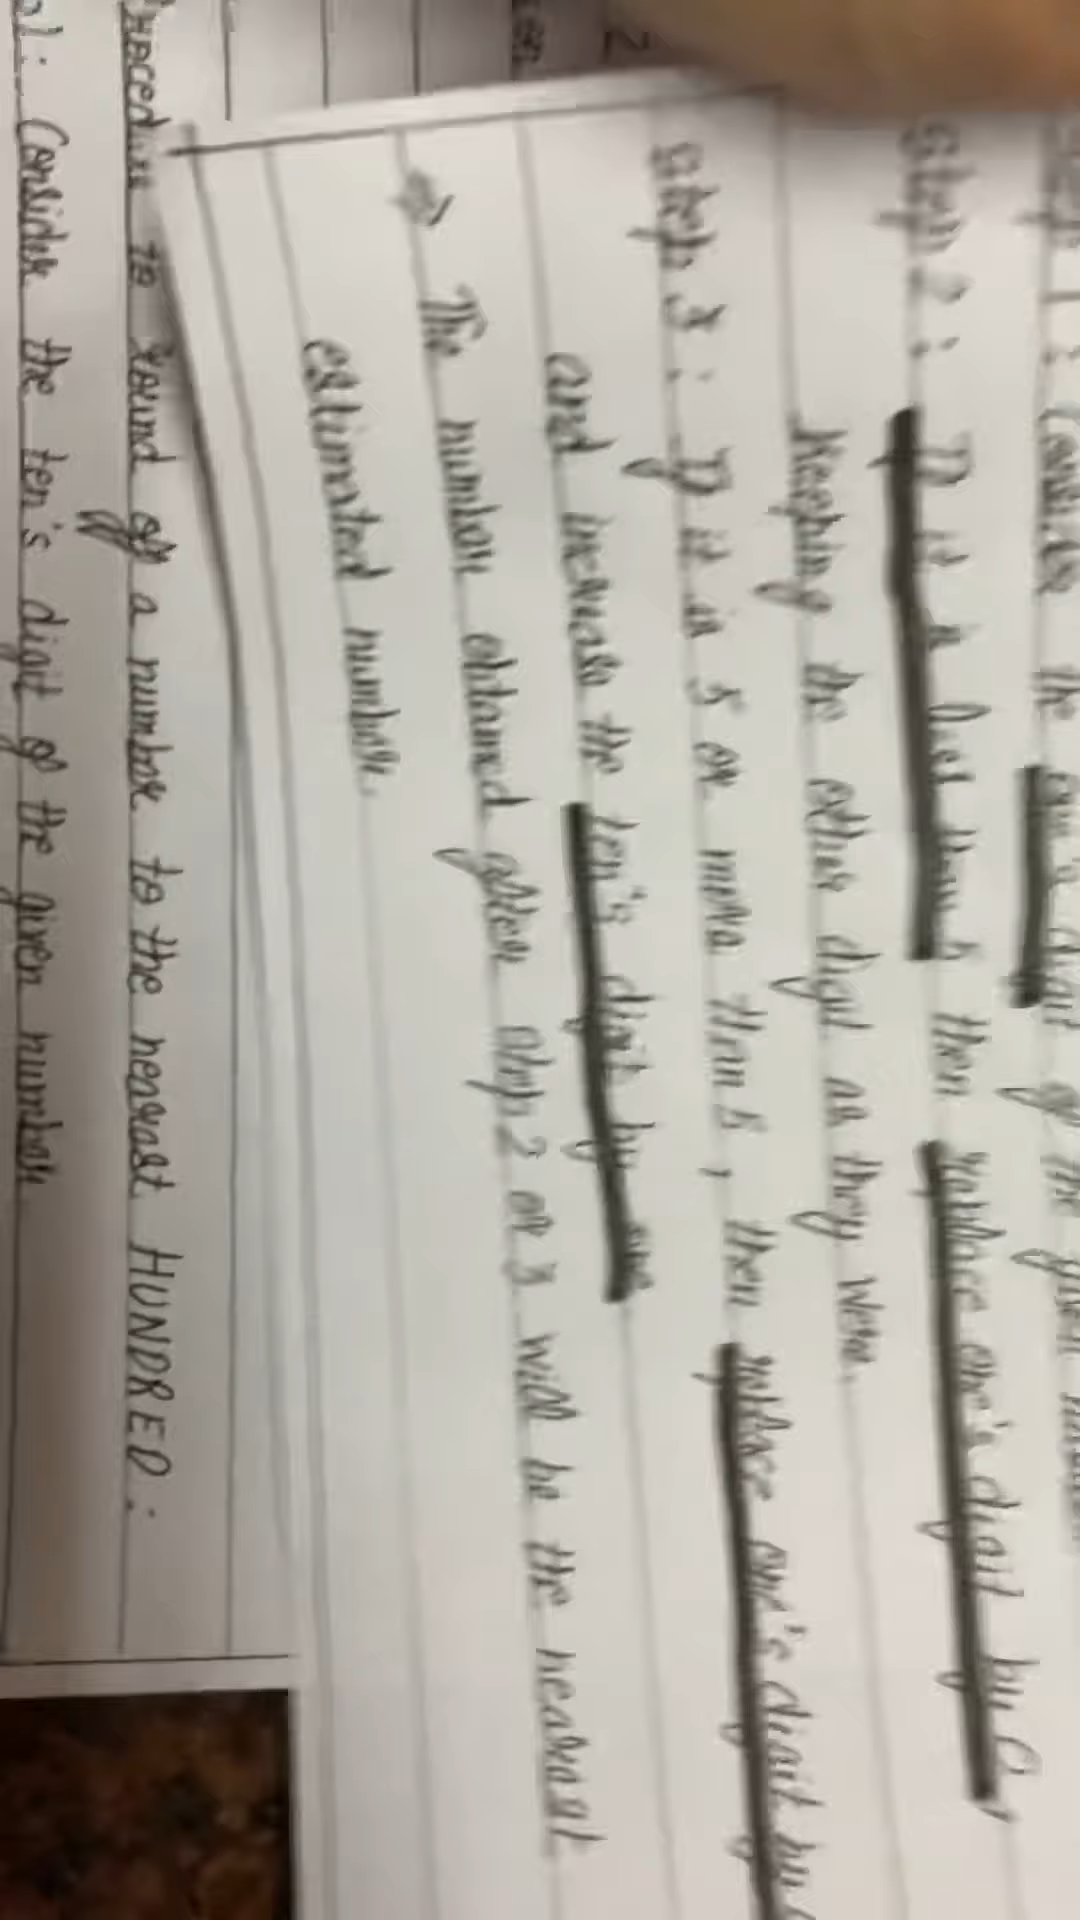 Step 1 : Consider the one's digit of the given number
Step 2 : If it is less than 5 then replace one's digit by 0,
Keeping the other digit as they were.
Step 3 : If it is 5 or more than 5, then replace one's digit by
and increase the ten's digit by one
The number obtained after step 2 or 3 will be the nearest
estimated number.
Procedure to round off a number to the nearest HUNDRED :
1: Consider the ten's digit of the given number